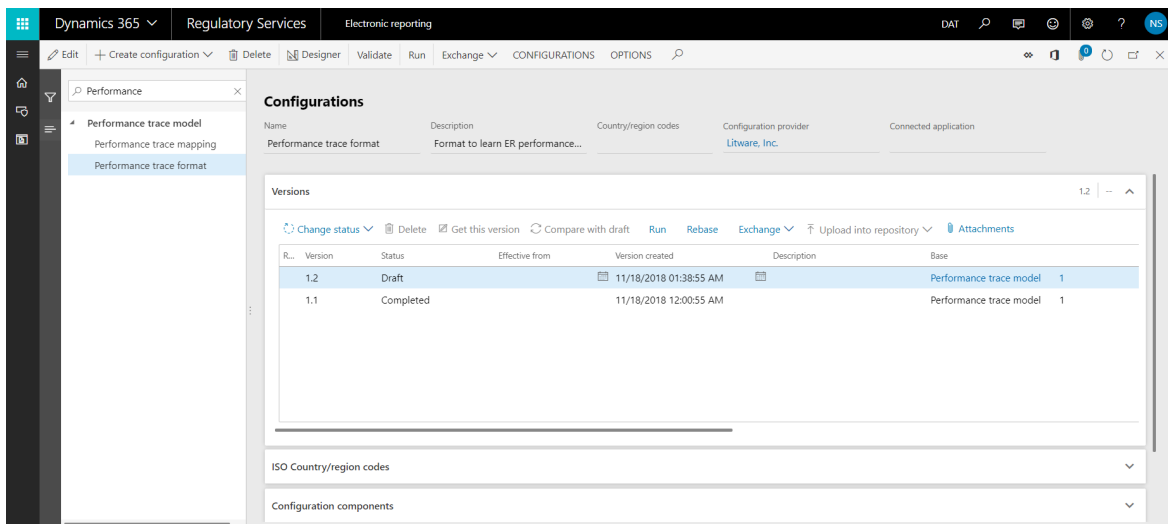 Dynamics 365 Regulatory Services Electronic reporting DAT ? NS
Edit + Create configuration Delete Designer Validate Run Exchange CONFIGURATIONS OPTIONS 0
Performance
Performance trace model
Performance trace mapping
Performance trace format
Configurations
Name Description Country/region codes Configuration provider Connected application
Performance trace format Format to learn ER performance... Litware, Inc.
Versions 1.2 --
Change status Delete Get this version Compare with draft Run Rebase Exchange Upload into repository Attachments
R... Version Status Effective from Version created Description Base
1.2 Draft 11/18/2018 01:38:55 AM Performance trace model 1
1.1 Completed 11/18/2018 12:00:55 AM Performance trace model 1
ISO Country/region codes
Configuration components